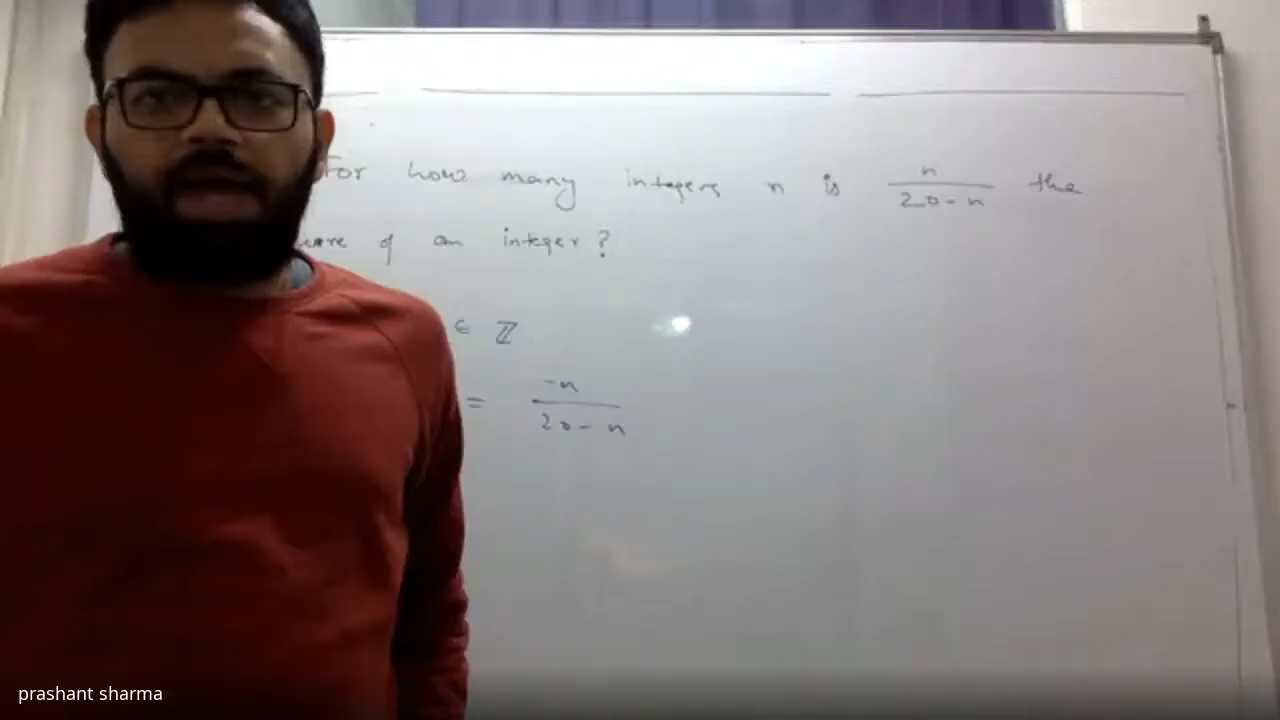 For how many integers n is n/(20-n) the
of an integer?
∈ ℤ
= -n/(20-n)
prashant sharma